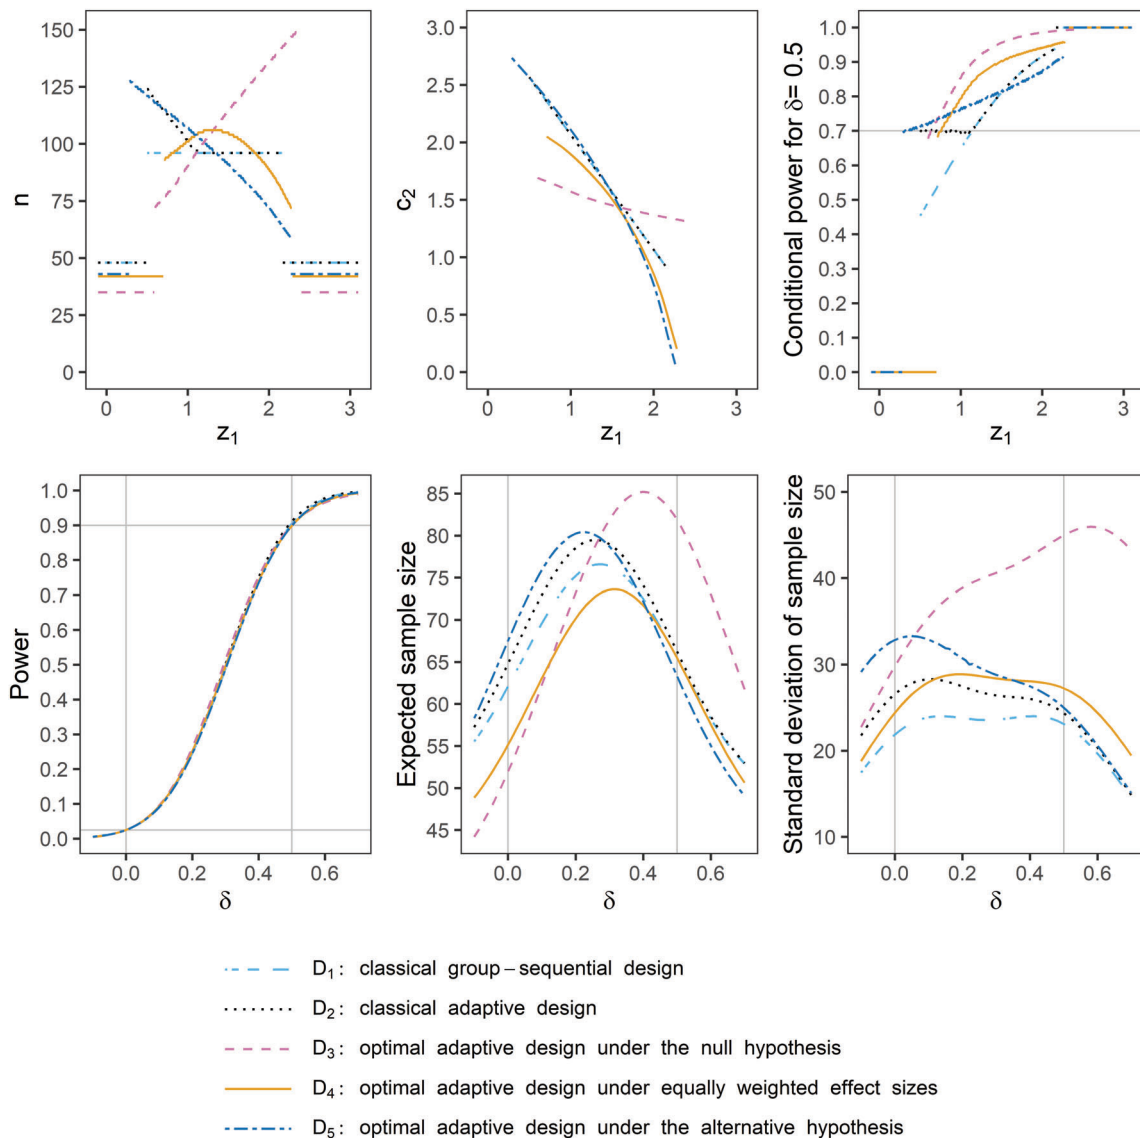 n
150
125
100
75
50
25
0
0 1 2 3
z₁
c₂
3.0
2.5
2.0
1.5
1.0
0.5
0.0
0 1 2 3
z₁
Conditional power for δ= 0.5
1.0
0.9
0.8
0.7
0.6
0.5
0.4
0.3
0.2
0.1
0.0
0 1 2 3
z₁
Power
1.0
0.9
0.8
0.7
0.6
0.5
0.4
0.3
0.2
0.1
0.0
0.0 0.2 0.4 0.6
δ
Expected sample size
85
80
75
70
65
60
55
50
45
0.0 0.2 0.4 0.6
δ
Standard deviation of sample size
50
40
30
20
10
0.0 0.2 0.4 0.6
δ
D₁: classical group–sequential design
D₂: classical adaptive design
D₃: optimal adaptive design under the null hypothesis
D₄: optimal adaptive design under equally weighted effect sizes
D₅: optimal adaptive design under the alternative hypothesis